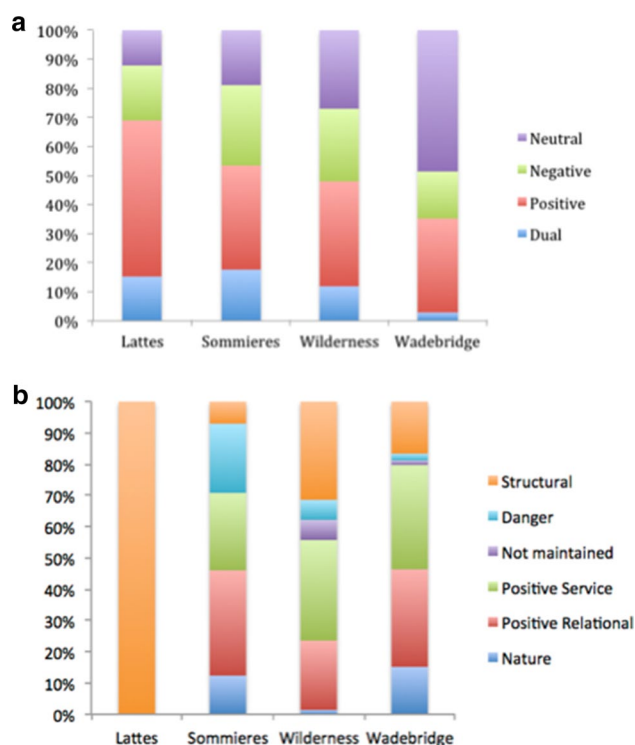 a
100%
90%
80%
70%
60%
50%
40%
30%
20%
10%
0%
Lattes Sommieres Wilderness Wadebridge
Neutral
Negative
Positive
Dual
b
100%
90%
80%
70%
60%
50%
40%
30%
20%
10%
0%
Lattes Sommieres Wilderness Wadebridge
Structural
Danger
Not maintained
Positive Service
Positive Relational
Nature